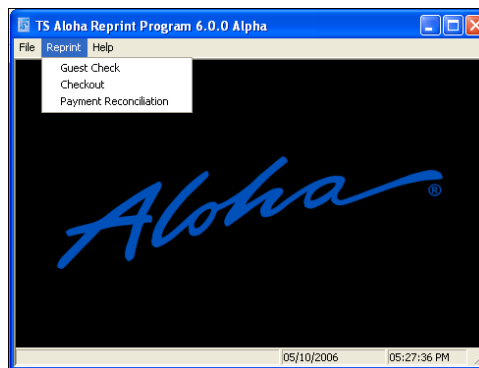 TS Aloha Reprint Program 6.0.0 Alpha
File Reprint Help
Guest Check
Checkout
Payment Reconciliation
Aloha®
05/10/2006 05:27:36 PM